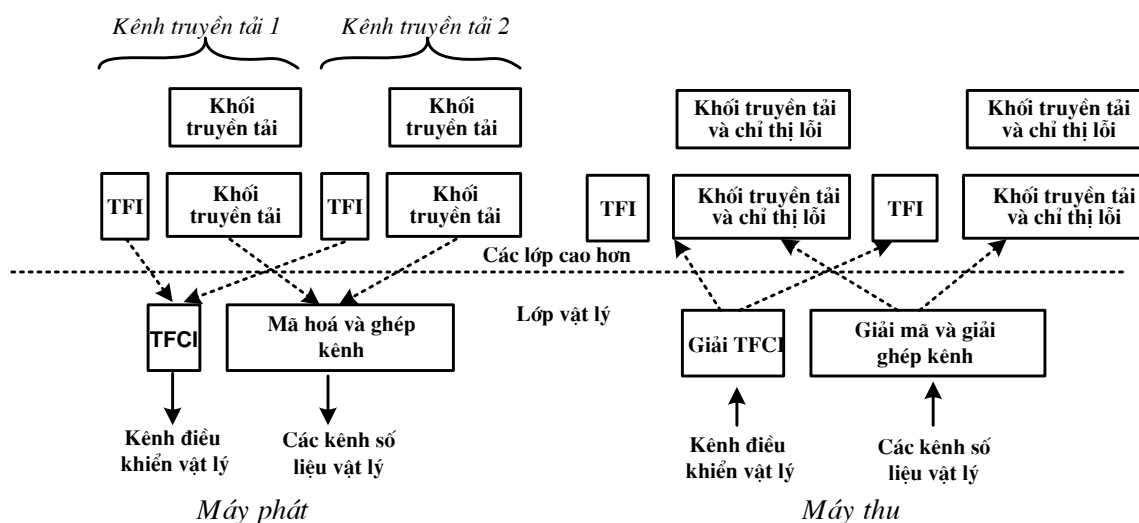 Kênh truyền tải 1
Kênh truyền tải 2
Khối
truyền tải
Khối
truyền tải
Khối truyền tải
và chỉ thị lỗi
Khối truyền tải
và chỉ thị lỗi
TFI
Khối
truyền tải
TFI
Khối
truyền tải
TFI
Khối truyền tải
và chỉ thị lỗi
TFI
Khối truyền tải
và chỉ thị lỗi
Các lớp cao hơn
Lớp vật lý
TFCI
Mã hoá và ghép
kênh
Giải TFCI
Giải mã và giải
ghép kênh
Kênh điều
khiển vật lý
Các kênh số
liệu vật lý
Kênh điều
khiển vật lý
Các kênh số
liệu vật lý
Máy phát
Máy thu